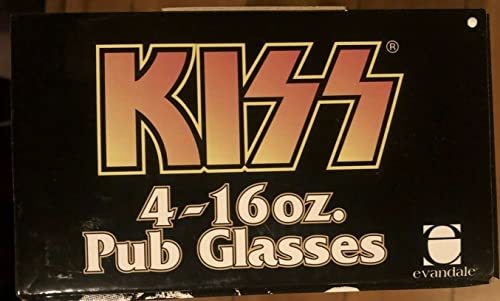 KISS®
4-16oz.
Pub Glasses
evandale